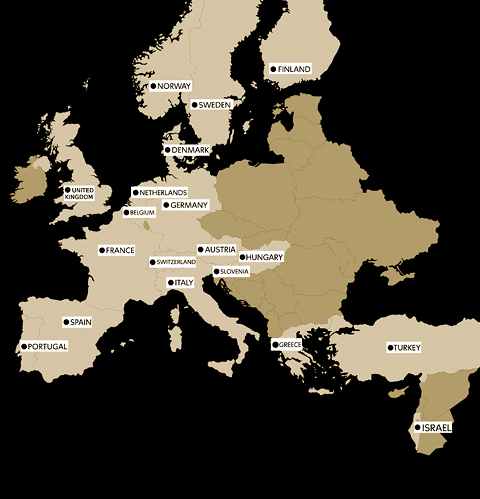 FINLAND
NORWAY
SWEDEN
DENMARK
UNITED
KINGDOM
NETHERLANDS
GERMANY
BELGIUM
FRANCE
AUSTRIA
HUNGARY
SWITZERLAND
SLOVENIA
ITALY
SPAIN
PORTUGAL
GREECE
TURKEY
ISRAEL